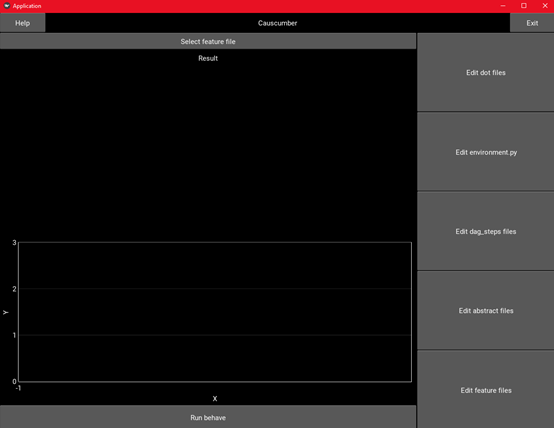 Application
Help
Causcumber
Exit
Select feature file
Result
Edit dot files
Edit environment.py
Edit dag_steps files
Edit abstract files
Edit feature files
3
2
1
0
-1
Y
X
Run behave